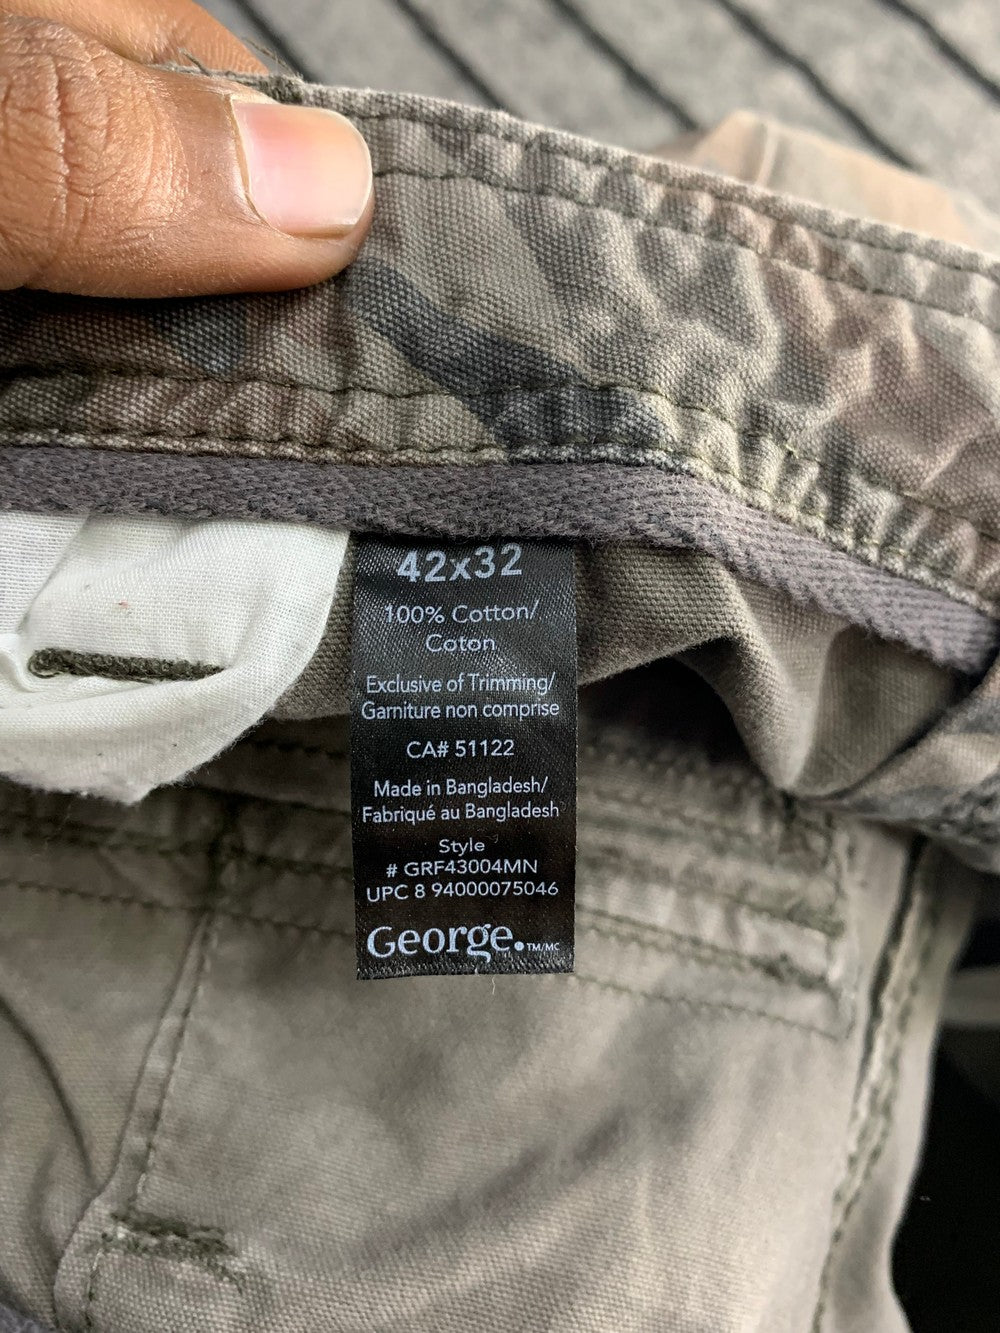 42x32
100% Cotton/
Coton
Exclusive of Trimming/
Garniture non comprise
CA# 51122
Made in Bangladesh/
Fabriqué au Bangladesh
Style
# GRF43004MN
UPC 8 94000075046
George.TM/MC